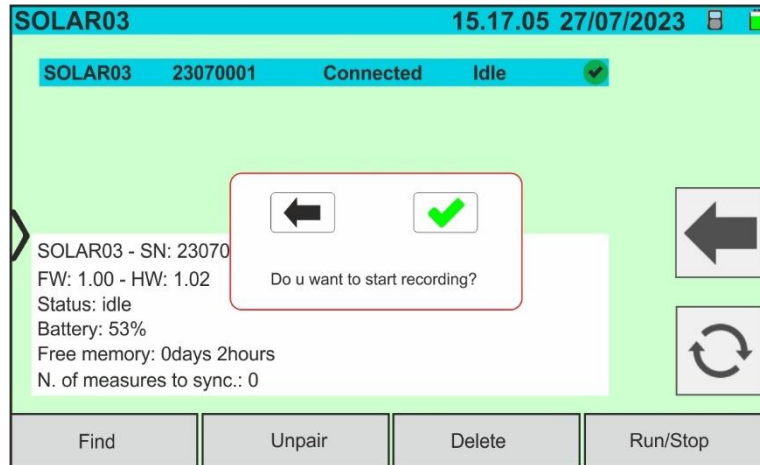 SOLAR03 15.17.05 27/07/2023
SOLAR03 23070001 Connected Idle
Do u want to start recording?
SOLAR03 - SN: 23070
FW: 1.00 - HW: 1.02
Status: idle
Battery: 53%
Free memory: 0days 2hours
N. of measures to sync.: 0
Find Unpair Delete Run/Stop